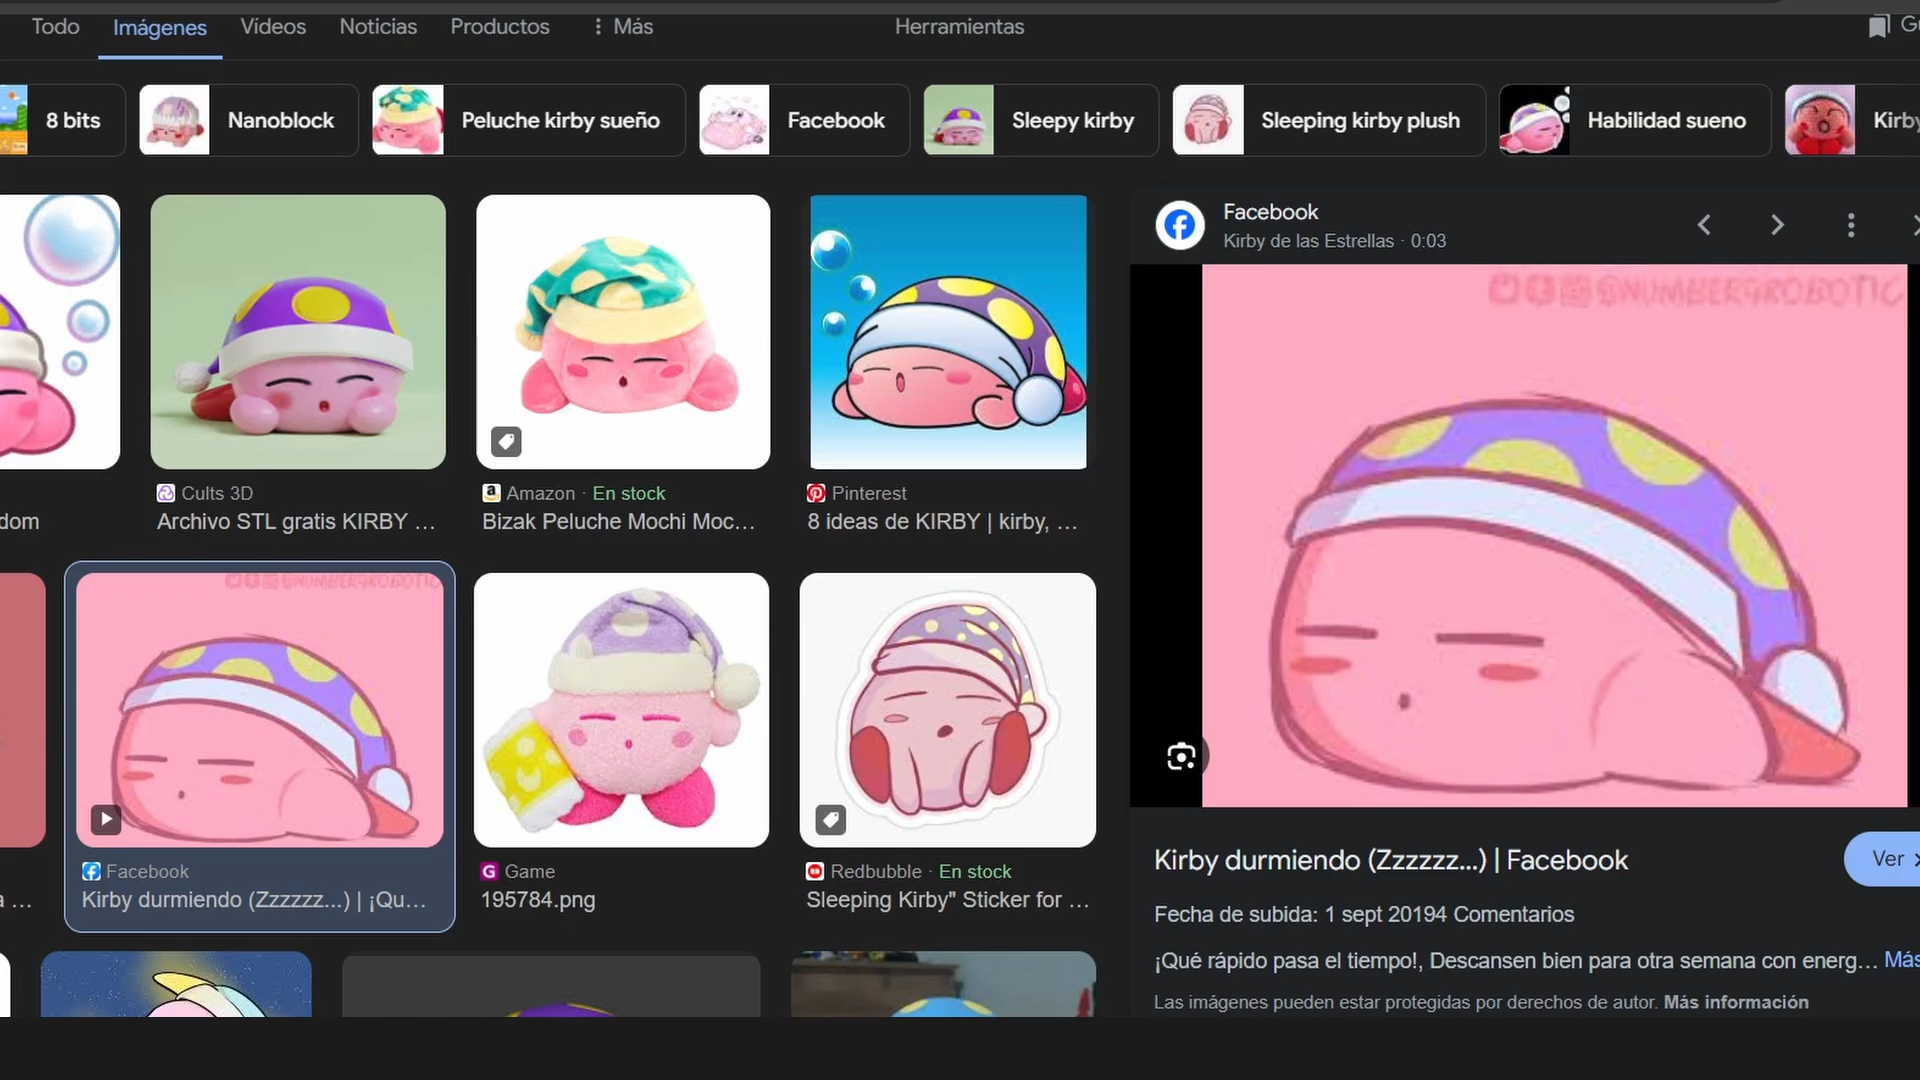 Todo Imágenes Vídeos Noticias Productos Más Herramientas
8 bits Nanoblock Peluche kirby sueño Facebook Sleepy kirby Sleeping kirby plush Habilidad sueno Kirby
Facebook
Kirby de las Estrellas · 0:03
@NUMBER4ROBOTIC
Cults 3D
Archivo STL gratis KIRBY ...
Amazon · En stock
Bizak Peluche Mochi Moc...
Pinterest
8 ideas de KIRBY | kirby, ...
dom
@NUMBER4ROBOTIC
Facebook
Kirby durmiendo (Zzzzzz...) | ¡Qu...
G Game
195784.png
Redbubble · En stock
Sleeping Kirby" Sticker for ...
a ...
Kirby durmiendo (Zzzzzz...) | Facebook
Ver
Fecha de subida: 1 sept 20194 Comentarios
¡Qué rápido pasa el tiempo!, Descansen bien para otra semana con energ... Más
Las imágenes pueden estar protegidas por derechos de autor. Más información